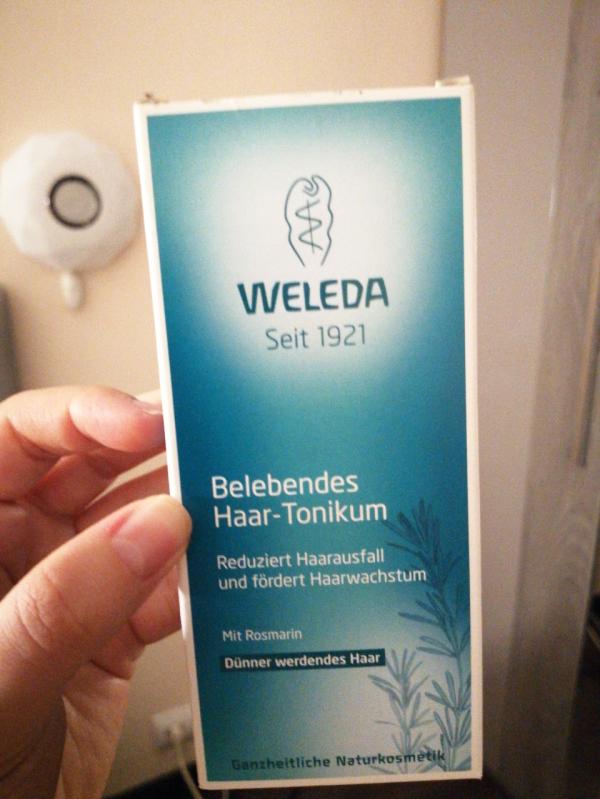 WELEDA
Seit 1921
Belebendes
Haar-Tonikum
Reduziert Haarausfall
und fördert Haarwachstum
Mit Rosmarin
Dünner werdendes Haar
Ganzheitliche Naturkosmetik